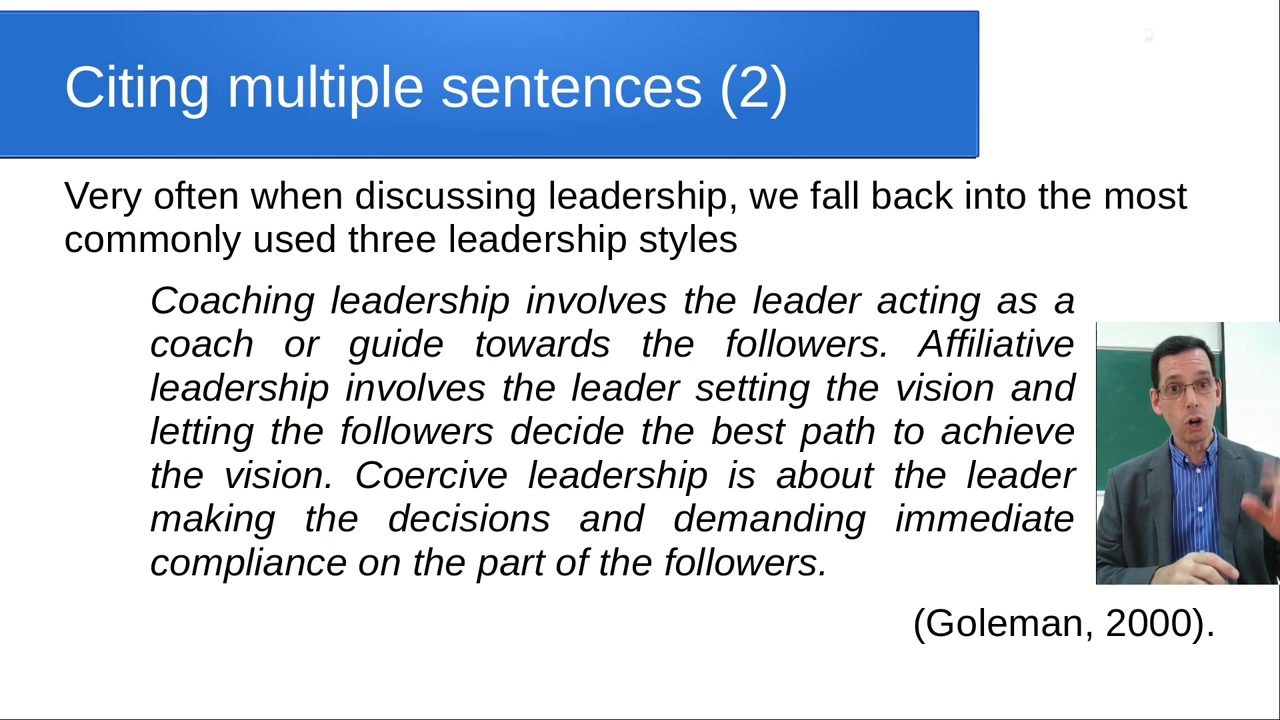 Citing multiple sentences (2)
Very often when discussing leadership, we fall back into the most
commonly used three leadership styles
Coaching leadership involves the leader acting as a
coach or guide towards the followers. Affiliative
leadership involves the leader setting the vision and
letting the followers decide the best path to achieve
the vision. Coercive leadership is about the leader
making the decisions and demanding immediate
compliance on the part of the followers.
(Goleman, 2000).